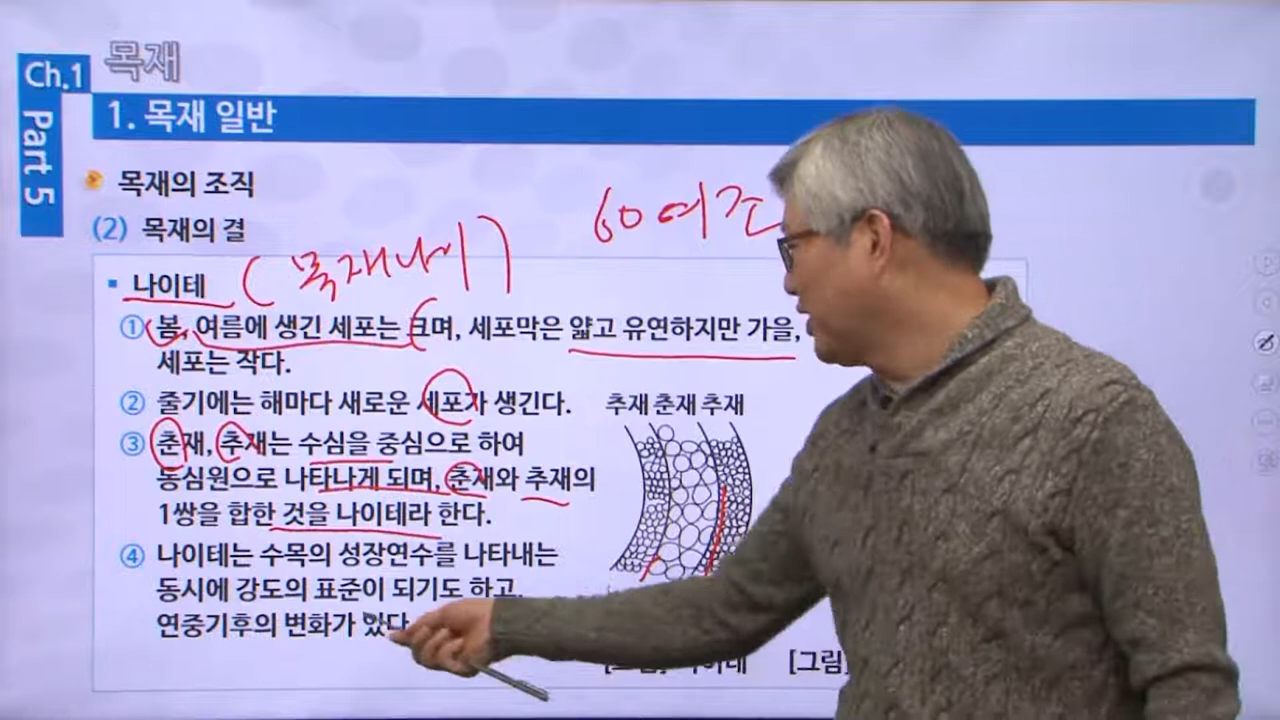 목재
Ch.1
Part 5
1. 목재 일반
목재의 조직
(2) 목재의 결
60여조
나이테 (목재나이)
① 봄, 여름에 생긴 세포는 크며, 세포막은 얇고 유연하지만 가을,
세포는 작다.
② 줄기에는 해마다 새로운 세포가 생긴다.
추재 춘재 추재
③ 춘재, 추재는 수심을 중심으로 하여
동심원으로 나타나게 되며, 춘재와 추재의
1쌍을 합한 것을 나이테라 한다.
④ 나이테는 수목의 성장연수를 나타내는
동시에 강도의 표준이 되기도 하고,
연중기후의 변화가 있다
[그림